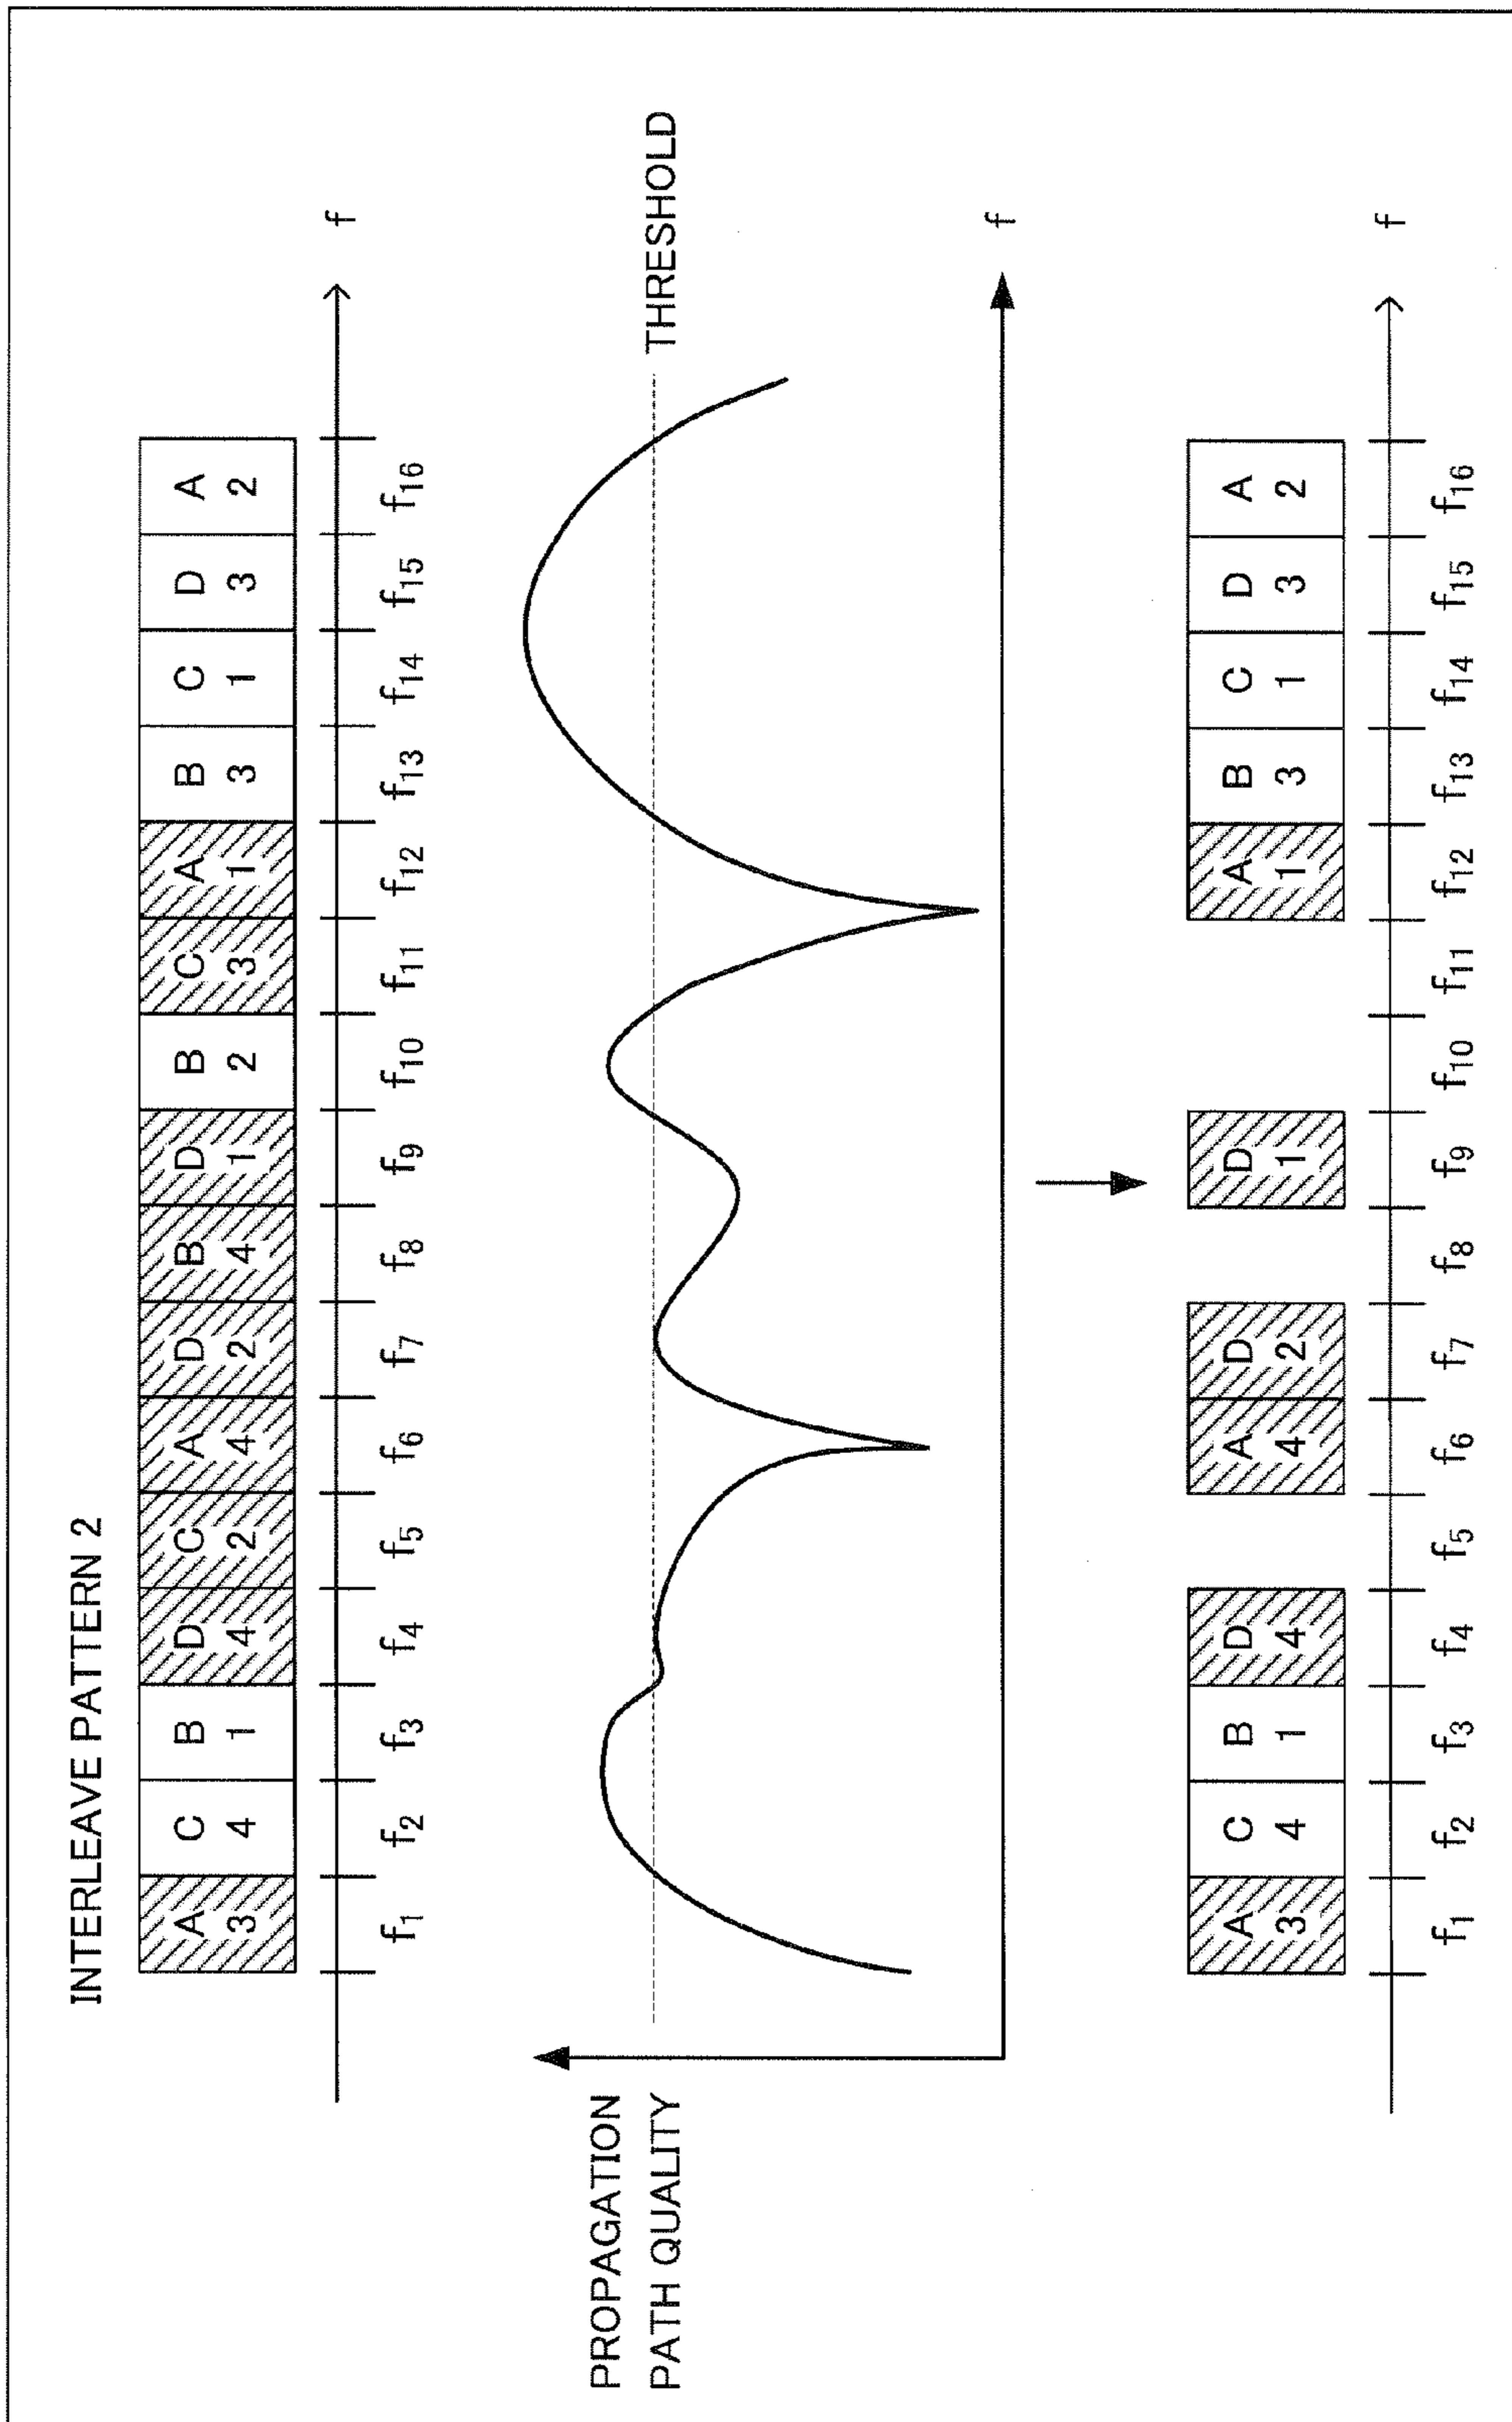 INTERLEAVE PATTERN 2
A C B D C A D B D B C A B C D A
3 4 1 4 2 4 2 4 1 2 3 1 3 1 3 2
f
f1 f2 f3 f4 f5 f6 f7 f8 f9 f10 f11 f12 f13 f14 f15 f16
PROPAGATION
PATH QUALITY
THRESHOLD
f
A C B D A D D A B C D A
3 4 1 4 4 2 1 1 3 1 3 2
f
f1 f2 f3 f4 f5 f6 f7 f8 f9 f10 f11 f12 f13 f14 f15 f16